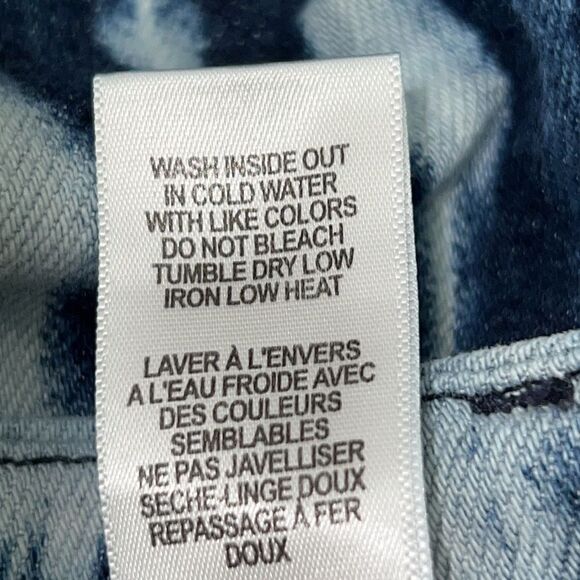 WASH INSIDE OUT
IN COLD WATER
WITH LIKE COLORS
DO NOT BLEACH
TUMBLE DRY LOW
IRON LOW HEAT
LAVER À L'ENVERS
A L'EAU FROIDE AVEC
DES COULEURS
SEMBLABLES
NE PAS JAVELLISER
SECHE-LINGE DOUX
REPASSAGE À FER
DOUX